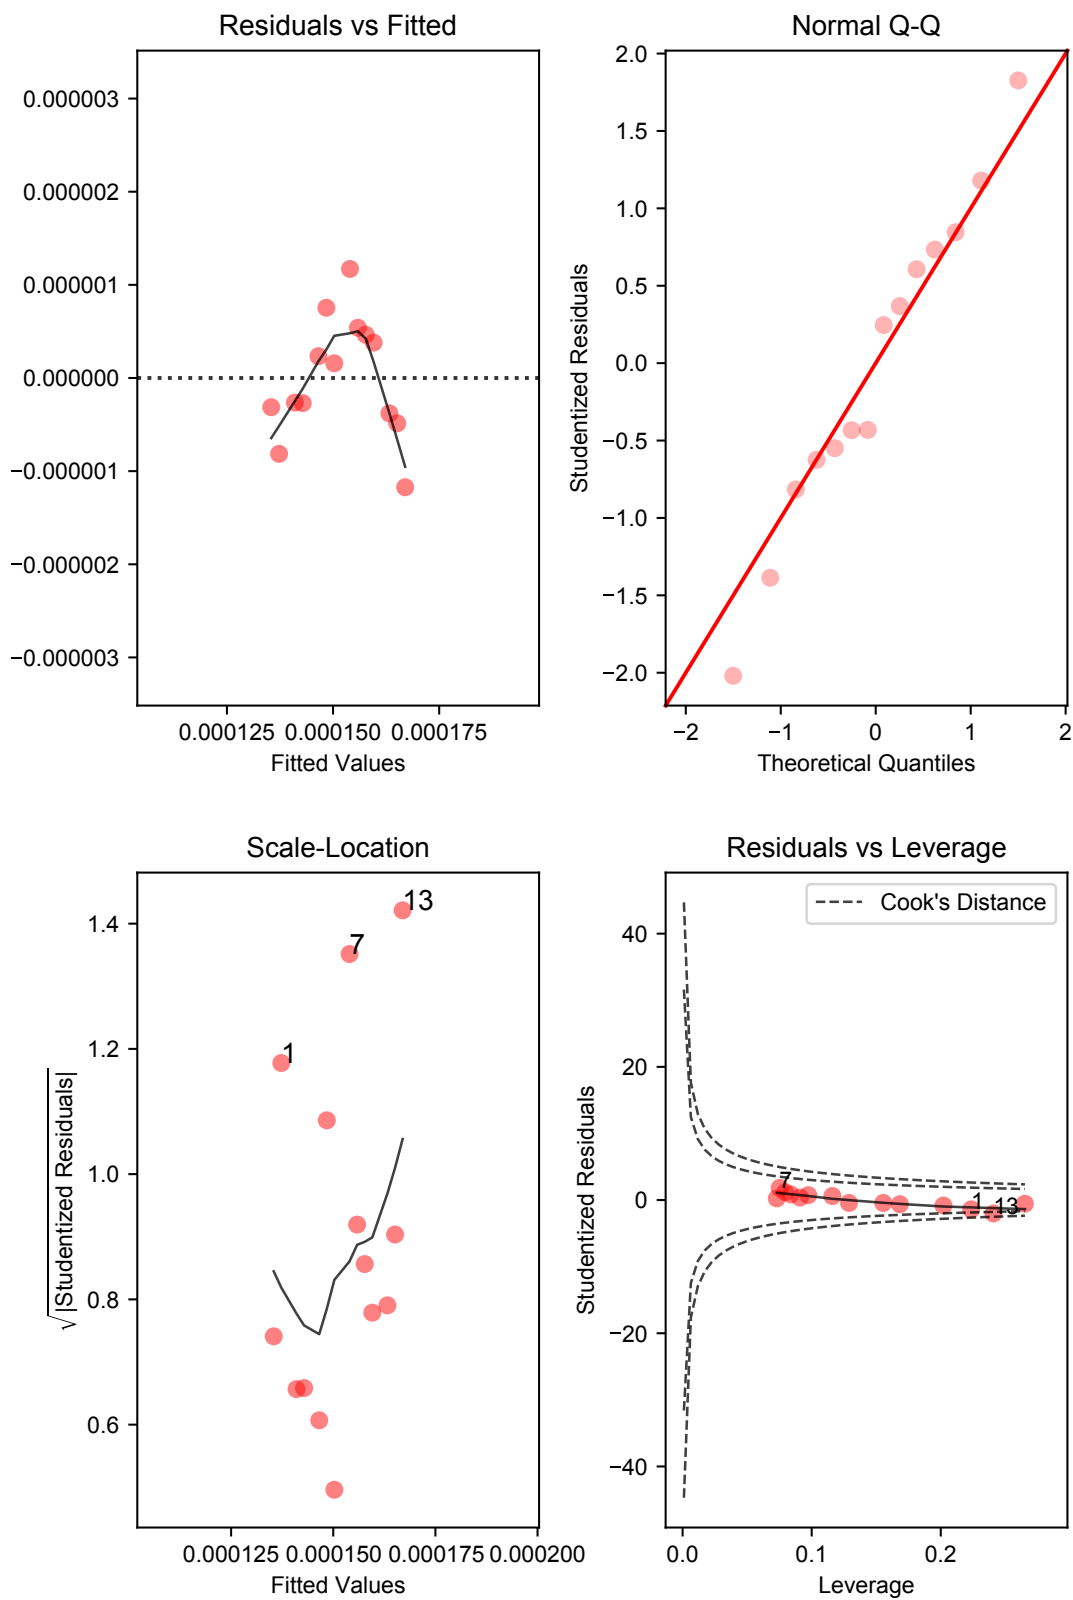 Residuals vs Fitted
0.000003
0.000002
0.000001
0.000000
−0.000001
−0.000002
−0.000003
0.000125 0.000150 0.000175
Fitted Values
Normal Q-Q
Studentized Residuals
2.0
1.5
1.0
0.5
0.0
−0.5
−1.0
−1.5
−2.0
−2 −1 0 1 2
Theoretical Quantiles
Scale-Location
√|Studentized Residuals|
1.4
1.2
1.0
0.8
0.6
13
7
1
0.000125 0.000150 0.000175 0.000200
Fitted Values
Residuals vs Leverage
Cook's Distance
Studentized Residuals
40
20
0
−20
−40
7
1
13
0.0 0.1 0.2
Leverage